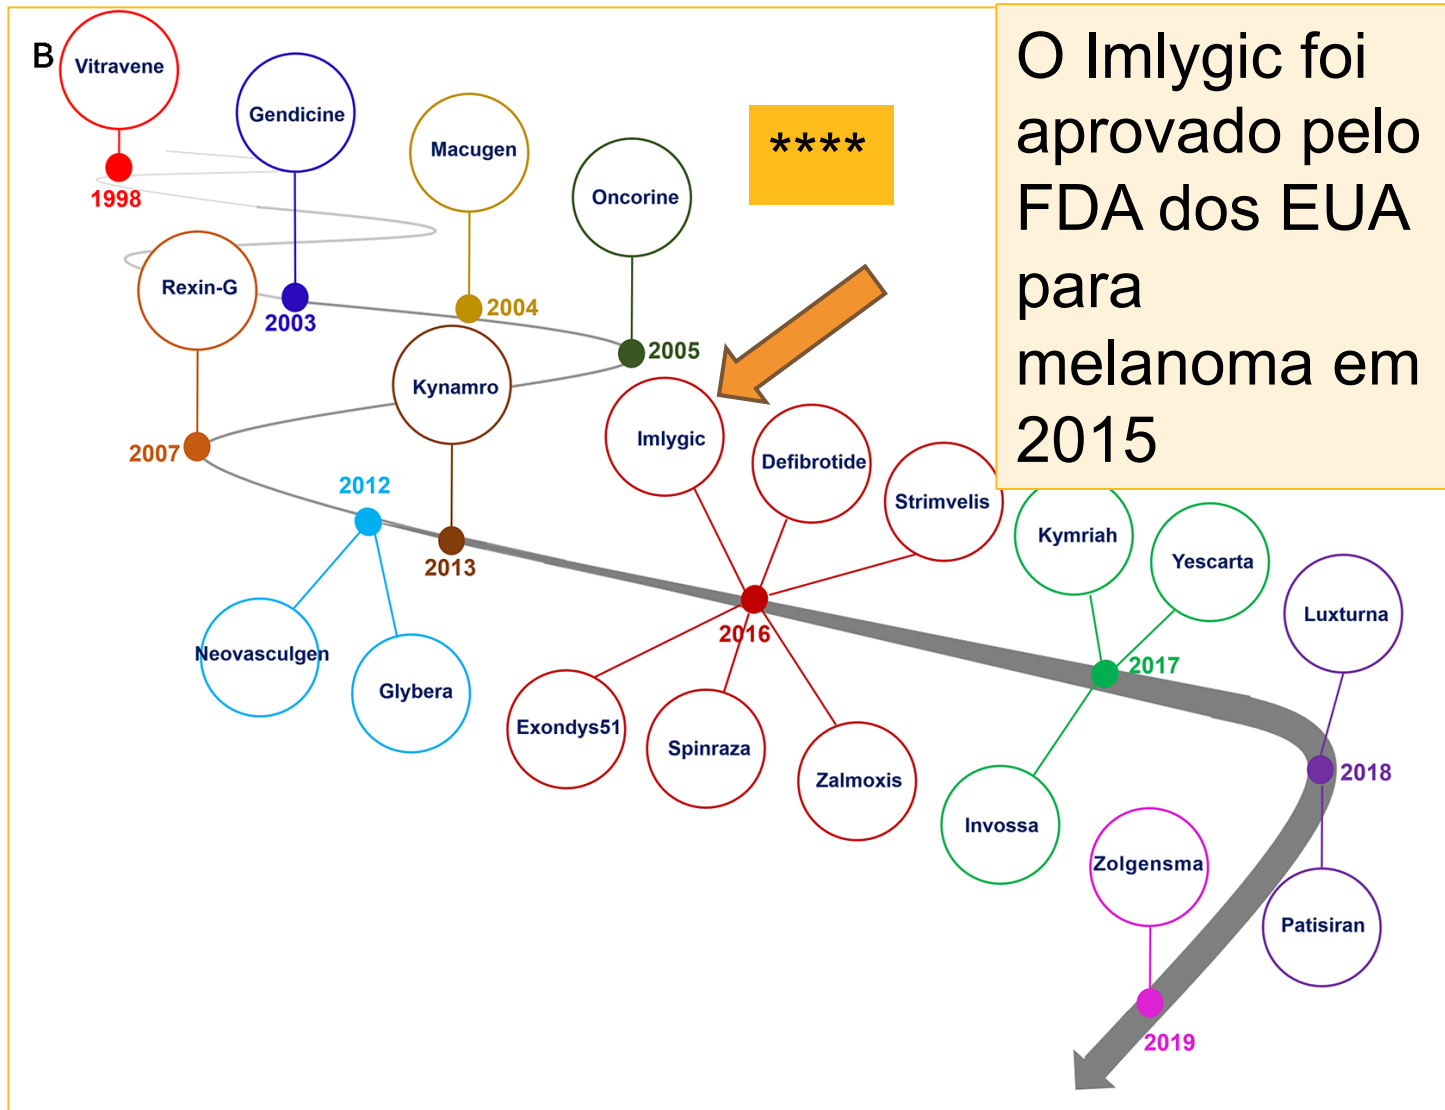 B
Vitravene
1998
Gendicine
2003
Macugen
2004
Oncorine
2005
****
O Imlygic foi
aprovado pelo
FDA dos EUA
para
melanoma em
2015
Rexin-G
2007
Kynamro
2013
2012
Neovasculgen
Glybera
Imlygic
Defibrotide
Strimvelis
2016
Exondys51
Spinraza
Zalmoxis
Kymriah
Yescarta
2017
Invossa
Luxturna
2018
Patisiran
Zolgensma
2019